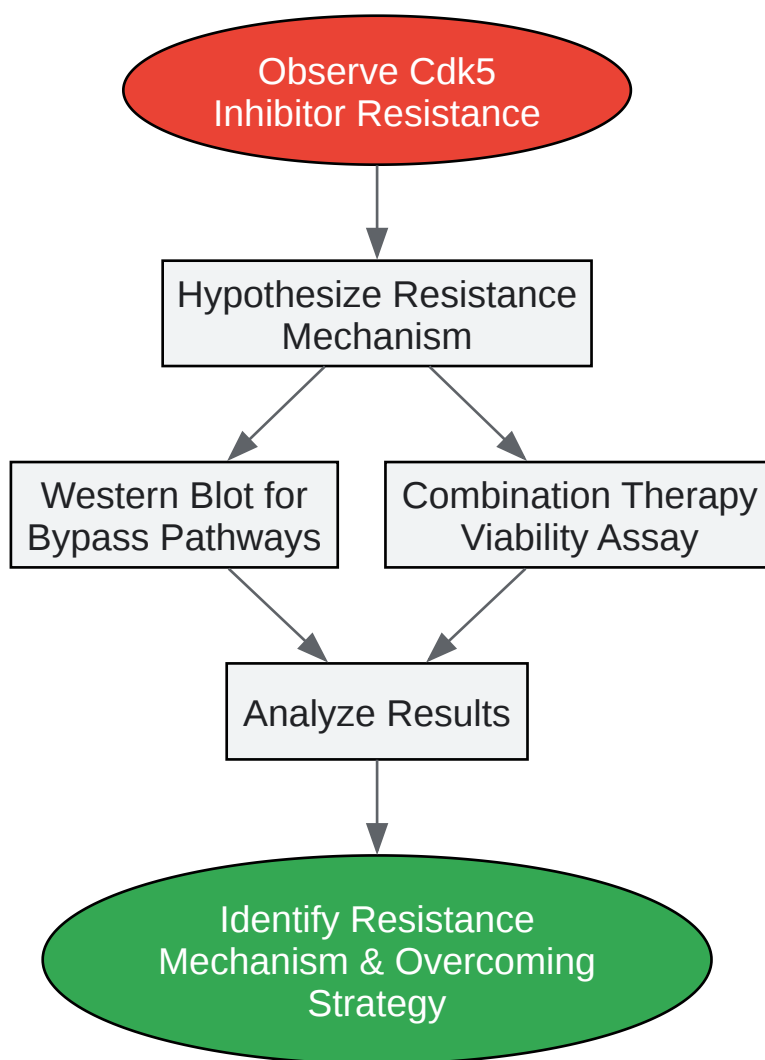 Observe Cdk5
Inhibitor Resistance
Hypothesize Resistance
Mechanism
Western Blot for
Bypass Pathways
Combination Therapy
Viability Assay
Analyze Results
Identify Resistance
Mechanism & Overcoming
Strategy